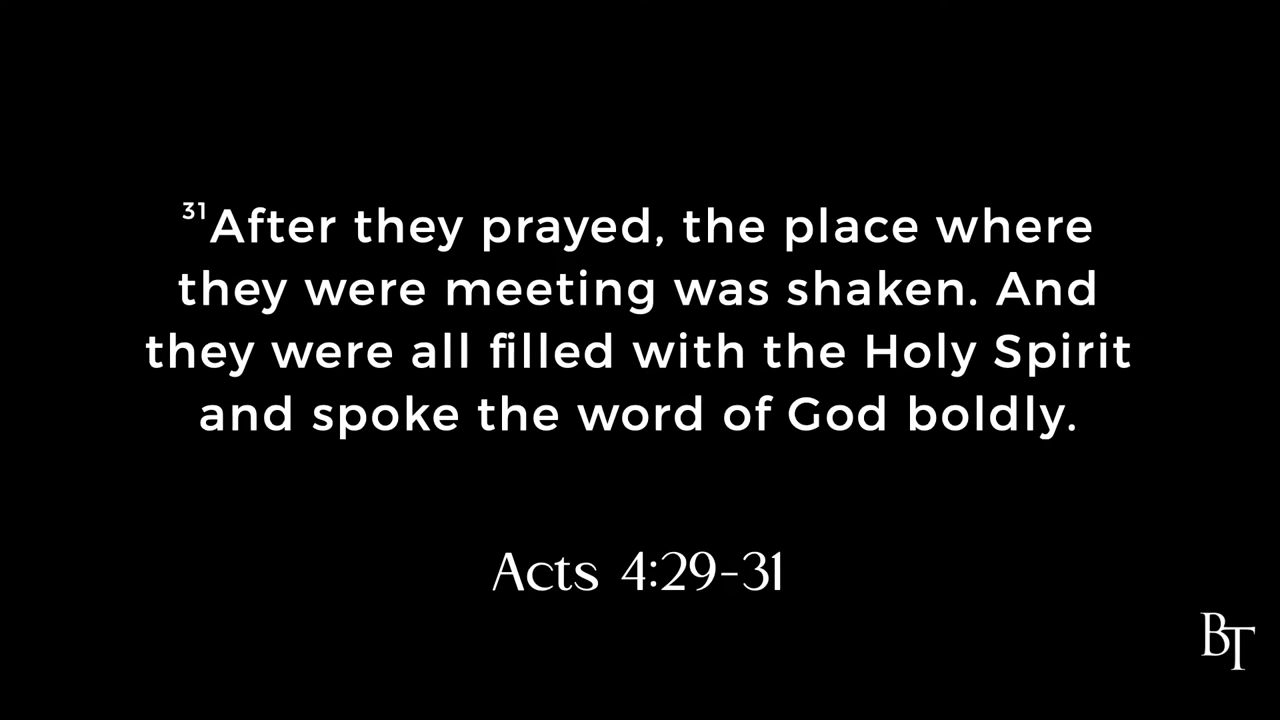 31After they prayed, the place where
they were meeting was shaken. And
they were all filled with the Holy Spirit
and spoke the word of God boldly.
Acts 4:29-31
BT